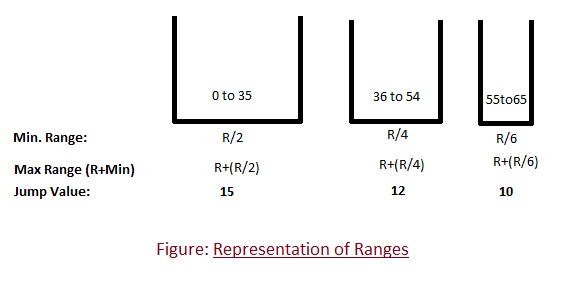 0 to 35 36 to 54 55to65
Min. Range: R/2 R/4 R/6
Max Range (R+Min) R+(R/2) R+(R/4) R+(R/6)
Jump Value: 15 12 10
Figure: Representation of Ranges